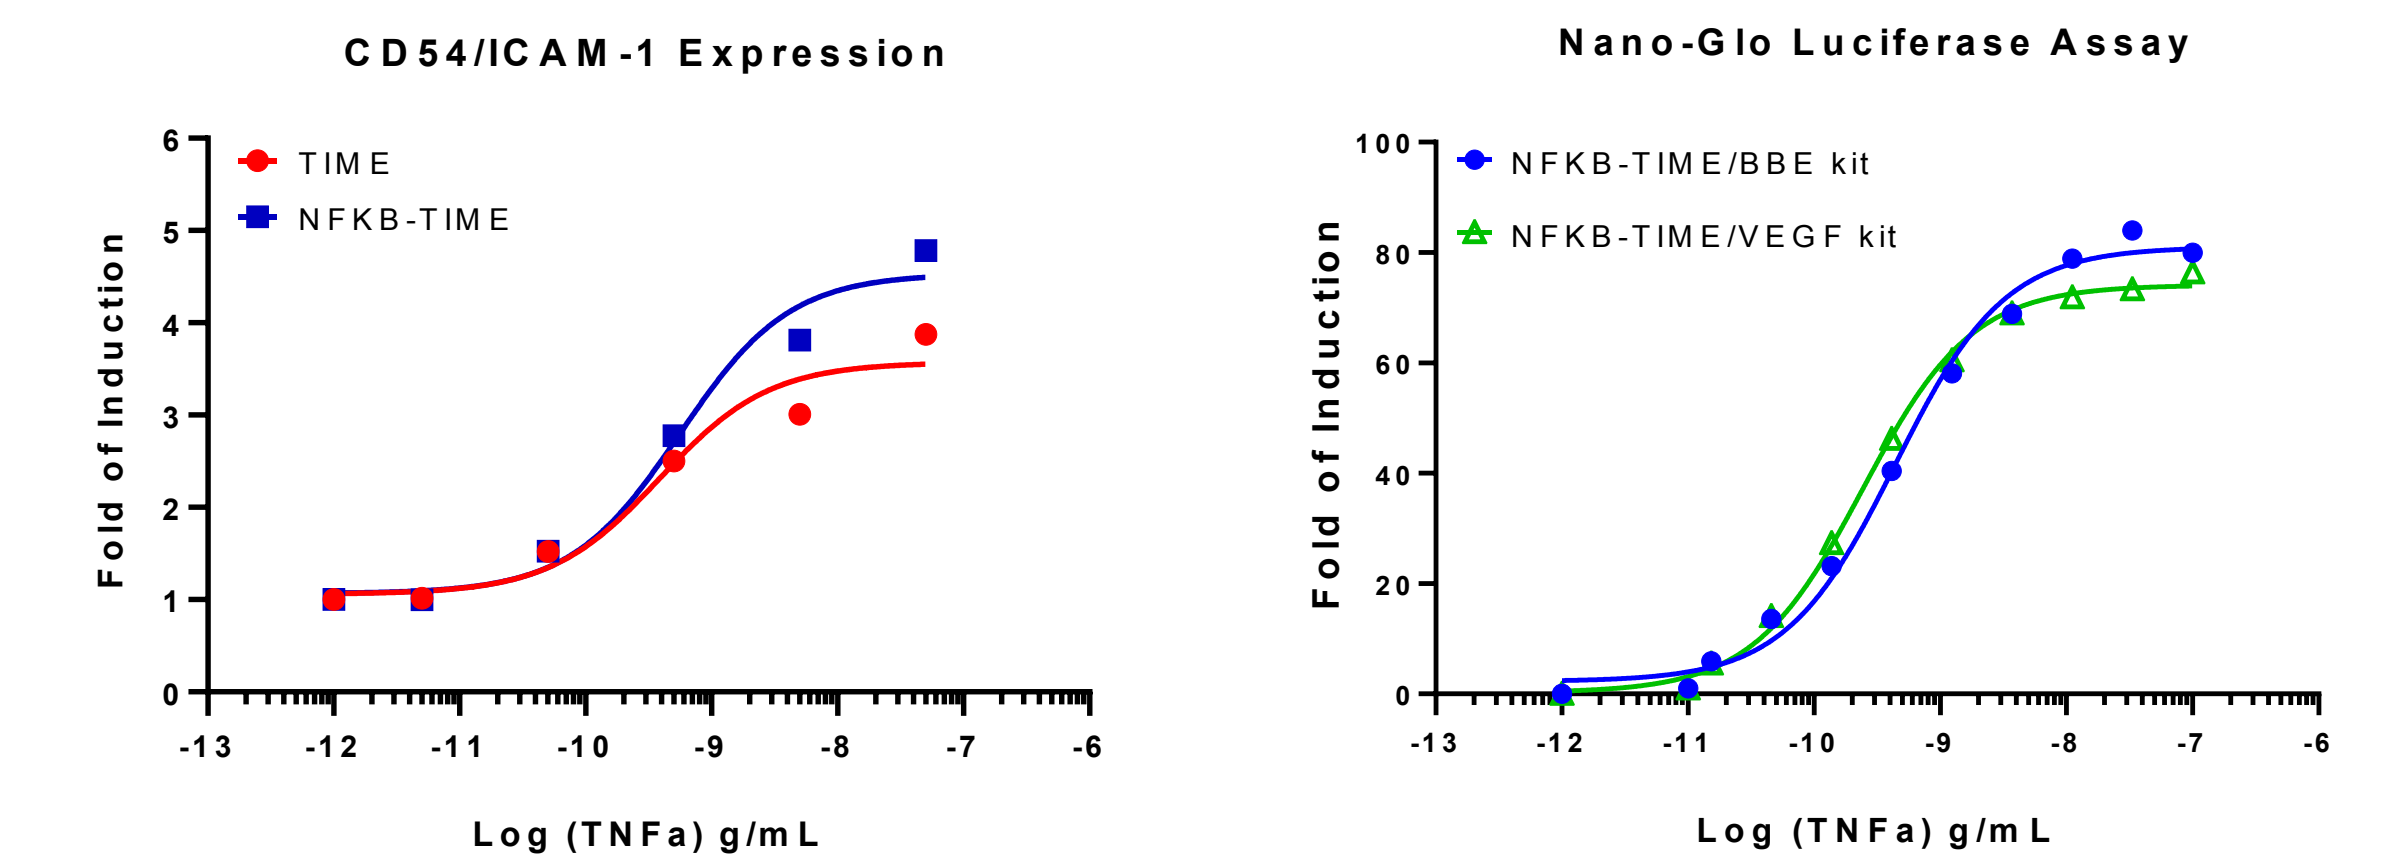 CD54/ICAM-1 Expression
6
5
4
3
2
1
0
Fold of Induction
TIME
NFKB-TIME
-13 -12 -11 -10 -9 -8 -7 -6
Log (TNFa) g/mL
Nano-Glo Luciferase Assay
100
80
60
40
20
0
Fold of Induction
NFKB-TIME/BBE kit
NFKB-TIME/VEGF kit
-13 -12 -11 -10 -9 -8 -7 -6
Log (TNFa) g/mL